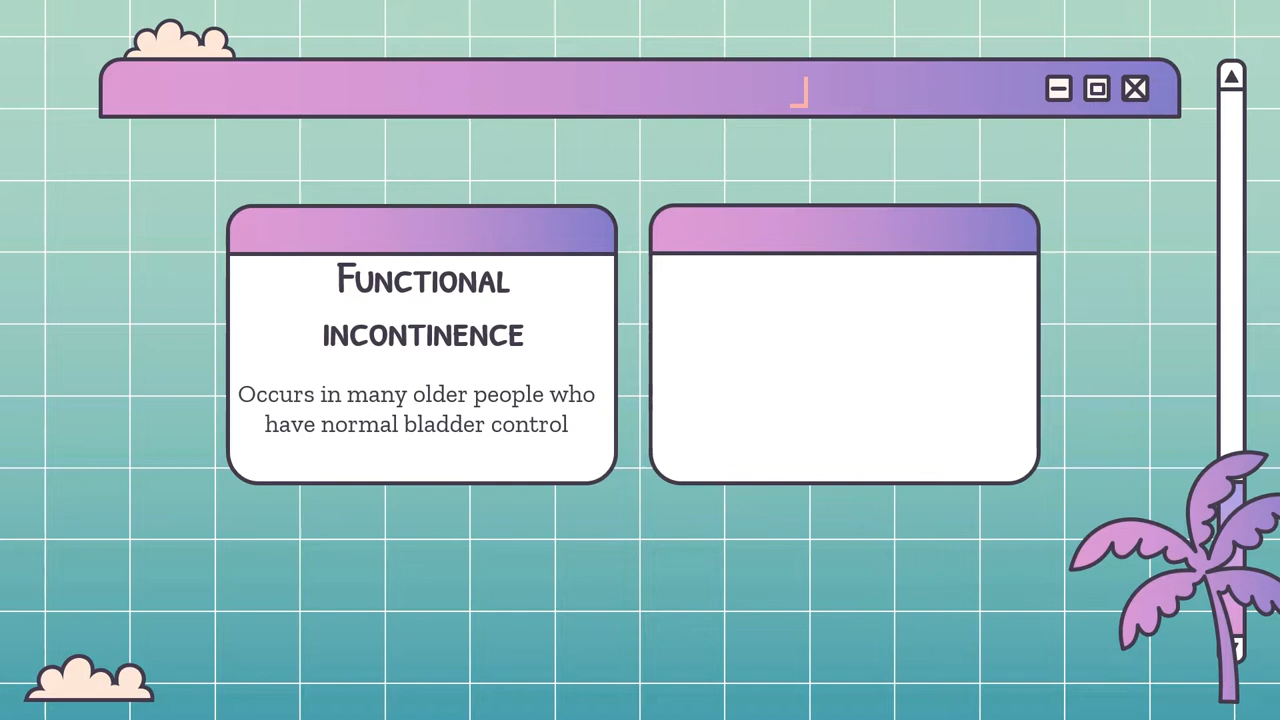 Functional
incontinence
Occurs in many older people who
have normal bladder control